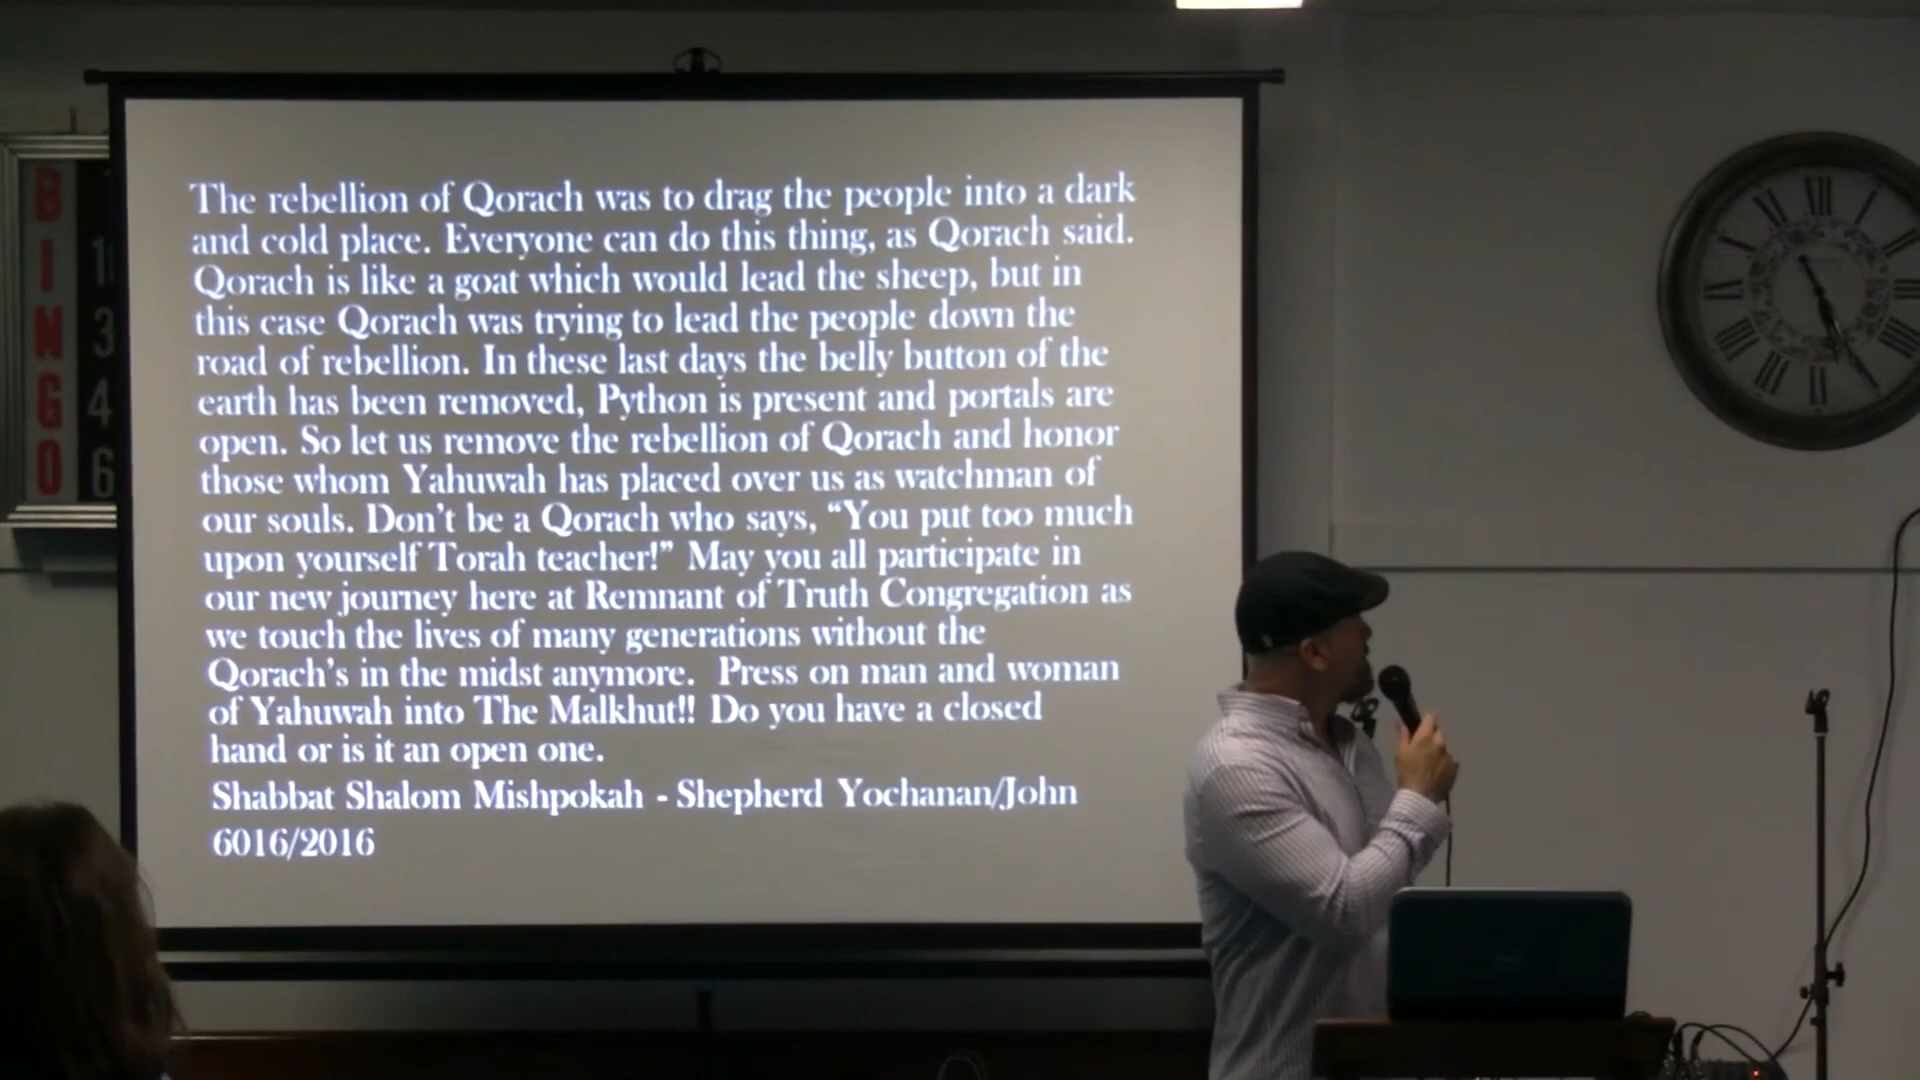 The rebellion of Qorach was to drag the people into a dark
and cold place. Everyone can do this thing, as Qorach said.
Qorach is like a goat which would lead the sheep, but in
this case Qorach was trying to lead the people down the
road of rebellion. In these last days the belly button of the
earth has been removed, Python is present and portals are
open. So let us remove the rebellion of Qorach and honor
those whom Yahuwah has placed over us as watchman of
our souls. Don't be a Qorach who says, “You put too much
upon yourself Torah teacher!” May you all participate in
our new journey here at Remnant of Truth Congregation as
we touch the lives of many generations without the
Qorach's in the midst anymore.  Press on man and woman
of Yahuwah into The Malkhut!! Do you have a closed
hand or is it an open one.
Shabbat Shalom Mishpokah - Shepherd Yochanan/John
6016/2016
B
I
N
G
O